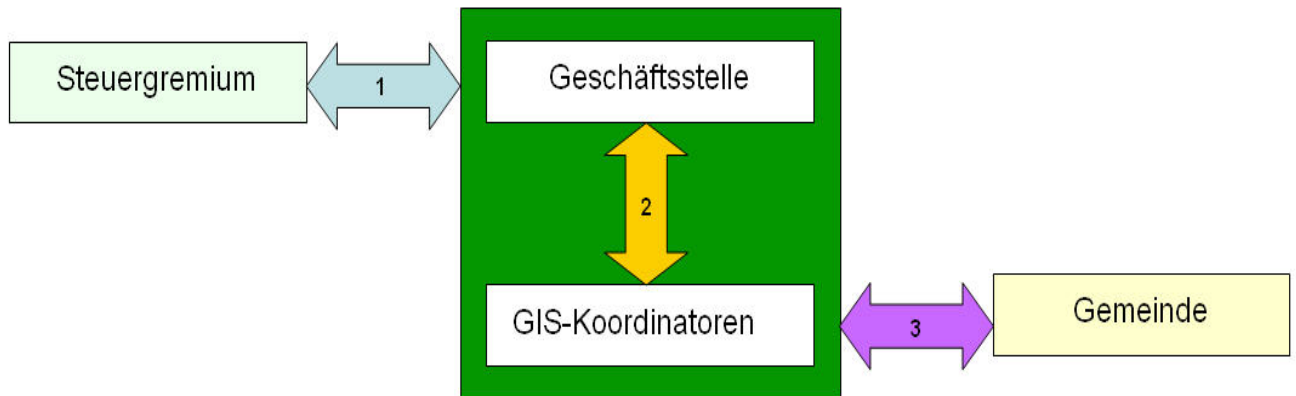 Steuergremium
1
Geschäftsstelle
2
GIS-Koordinatoren
3
Gemeinde